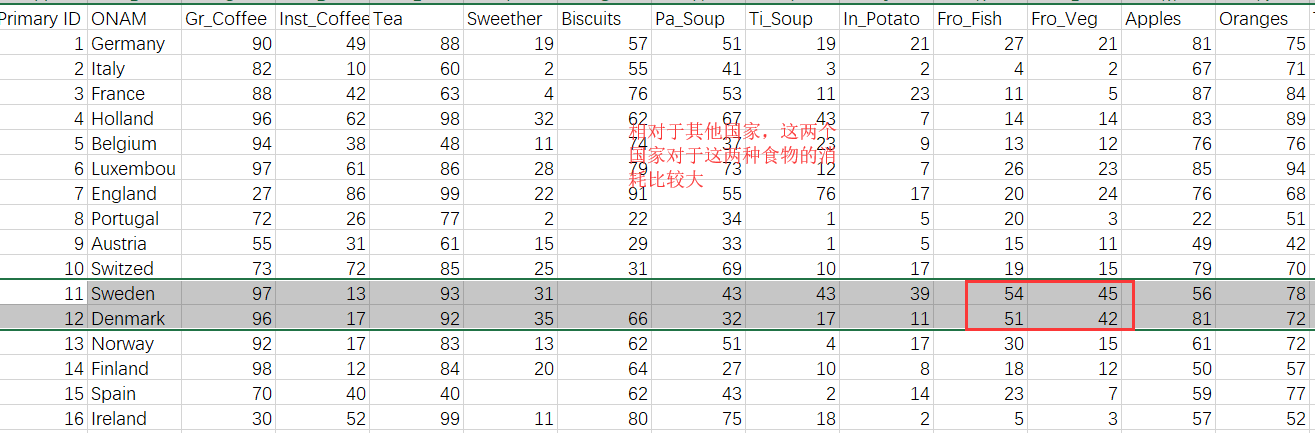 Primary ID ONAM Gr_Coffee Inst_Coffee Tea Sweether Biscuits Pa_Soup Ti_Soup In_Potato Fro_Fish Fro_Veg Apples Oranges
1 Germany 90 49 88 19 57 51 19 21 27 21 81 75
2 Italy 82 10 60 2 55 41 3 2 4 2 67 71
3 France 88 42 63 4 76 53 11 23 11 5 87 84
4 Holland 96 62 98 32 62 67 43 7 14 14 83 89
5 Belgium 94 38 48 11 74 37 23 9 13 12 76 76
6 Luxembou 97 61 86 28 79 73 12 7 26 23 85 94
7 England 27 86 99 22 91 55 76 17 20 24 76 68
8 Portugal 72 26 77 2 22 34 1 5 20 3 22 51
9 Austria 55 31 61 15 29 33 1 5 15 11 49 42
10 Switzed 73 72 85 25 31 69 10 17 19 15 79 70
11 Sweden 97 13 93 31 43 43 39 54 45 56 78
12 Denmark 96 17 92 35 66 32 17 11 51 42 81 72
13 Norway 92 17 83 13 62 51 4 17 30 15 61 72
14 Finland 98 12 84 20 64 27 10 8 18 12 50 57
15 Spain 70 40 40 62 43 2 14 23 7 59 77
16 Ireland 30 52 99 11 80 75 18 2 5 3 57 52
相对于其他国家，这两个
国家对于这两种食物的消
耗比较大